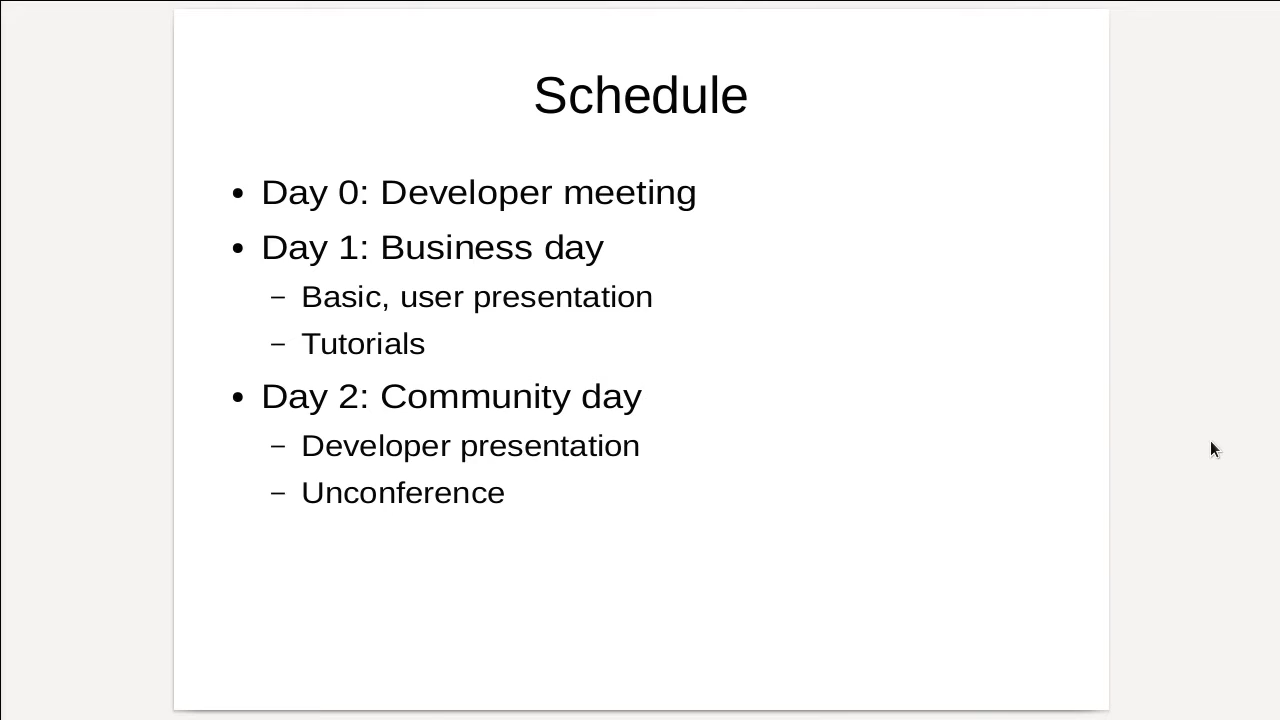 Schedule
• Day 0: Developer meeting
• Day 1: Business day
– Basic, user presentation
– Tutorials
• Day 2: Community day
– Developer presentation
– Unconference